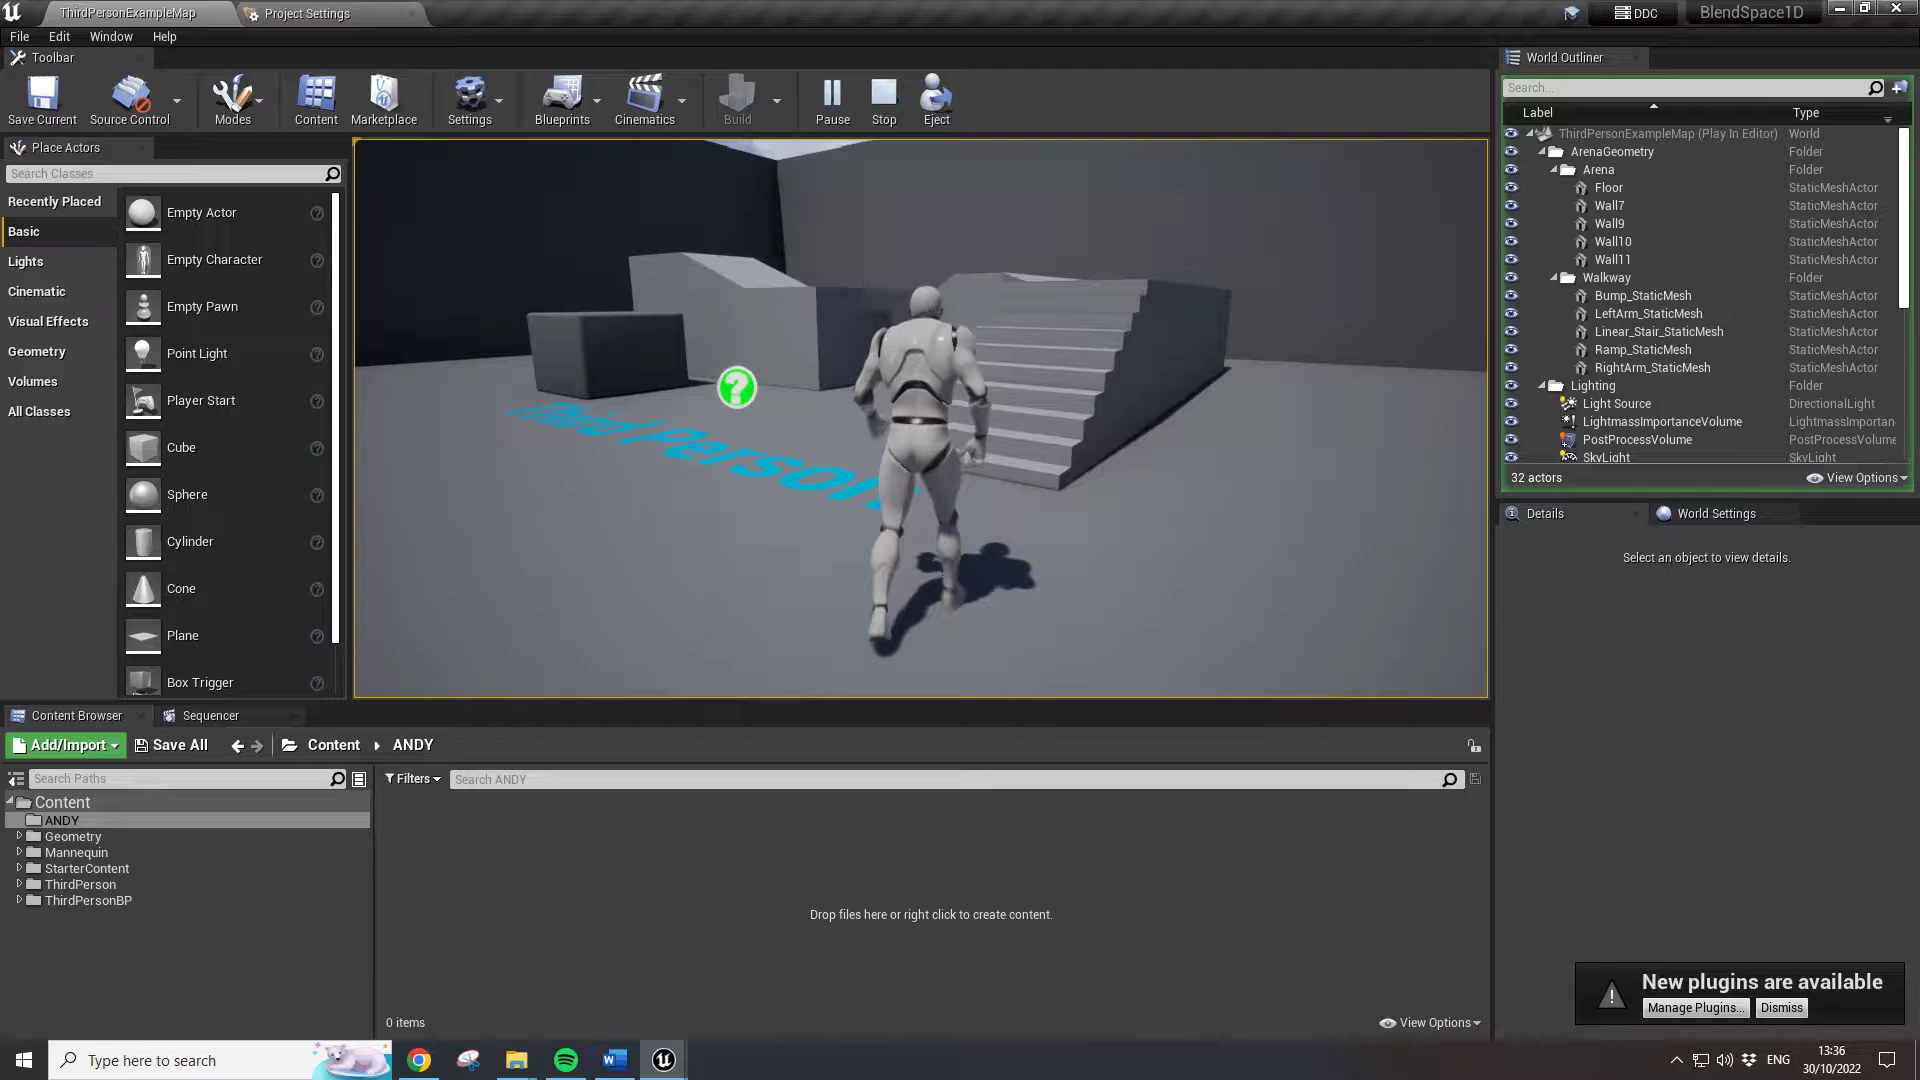 ThirdPersonExampleMap
Project Settings
DDC
BlendSpace1D
File Edit Window Help
Toolbar
World Outliner
Save Current
Source Control
Modes
Content
Marketplace
Settings
Blueprints
Cinematics
Build
Pause
Stop
Eject
Search...
Label Type
Place Actors
Search Classes
Recently Placed
Basic
Lights
Cinematic
Visual Effects
Geometry
Volumes
All Classes
Empty Actor
Empty Character
Empty Pawn
Point Light
Player Start
Cube
Sphere
Cylinder
Cone
Plane
Box Trigger
Third Person
ThirdPersonExampleMap (Play In Editor) World
ArenaGeometry Folder
Arena Folder
Floor StaticMeshActor
Wall7 StaticMeshActor
Wall9 StaticMeshActor
Wall10 StaticMeshActor
Wall11 StaticMeshActor
Walkway Folder
Bump_StaticMesh StaticMeshActor
LeftArm_StaticMesh StaticMeshActor
Linear_Stair_StaticMesh StaticMeshActor
Ramp_StaticMesh StaticMeshActor
RightArm_StaticMesh StaticMeshActor
Lighting Folder
Light Source DirectionalLight
LightmassImportanceVolume LightmassImportan
PostProcessVolume PostProcessVolume
SkyLight SkyLight
32 actors View Options
Details World Settings
Select an object to view details.
Content Browser Sequencer
Add/Import Save All Content ANDY
Search Paths
Filters Search ANDY
Content
ANDY
Geometry
Mannequin
StarterContent
ThirdPerson
ThirdPersonBP
Drop files here or right click to create content.
0 items View Options
New plugins are available
Manage Plugins... Dismiss
Type here to search
ENG
13:36
30/10/2022